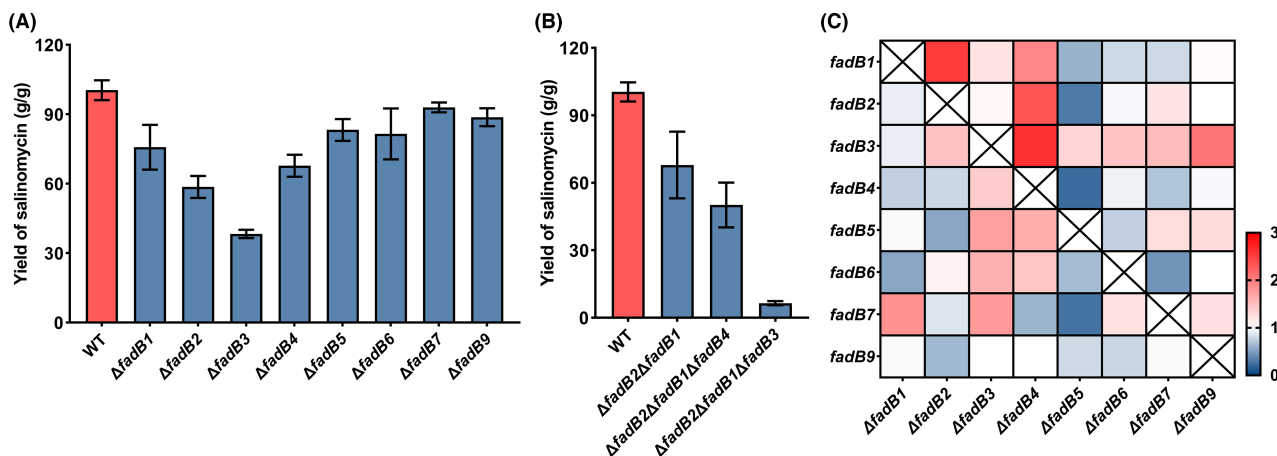 (A)
Yield of salinomycin (g/g)
120
90
60
30
0
WT
ΔfadB1
ΔfadB2
ΔfadB3
ΔfadB4
ΔfadB5
ΔfadB6
ΔfadB7
ΔfadB9
(B)
Yield of salinomycin (g/g)
120
90
60
30
0
WT
ΔfadB2ΔfadB1
ΔfadB2ΔfadB1ΔfadB4
ΔfadB2ΔfadB1ΔfadB3
(C)
fadB1
fadB2
fadB3
fadB4
fadB5
fadB6
fadB7
fadB9
ΔfadB1
ΔfadB2
ΔfadB3
ΔfadB4
ΔfadB5
ΔfadB6
ΔfadB7
ΔfadB9
3
2
1
0